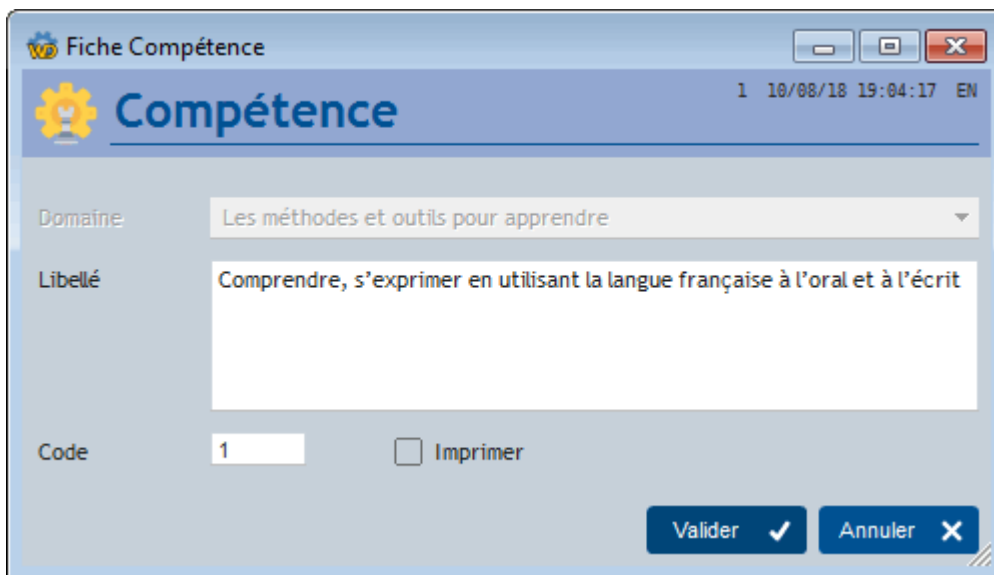 Fiche Compétence
Compétence
1 10/08/18 19:04:17 EN
Domaine
Les méthodes et outils pour apprendre
Libellé
Comprendre, s’exprimer en utilisant la langue française à l’oral et à l’écrit
Code
1
Imprimer
Valider
Annuler